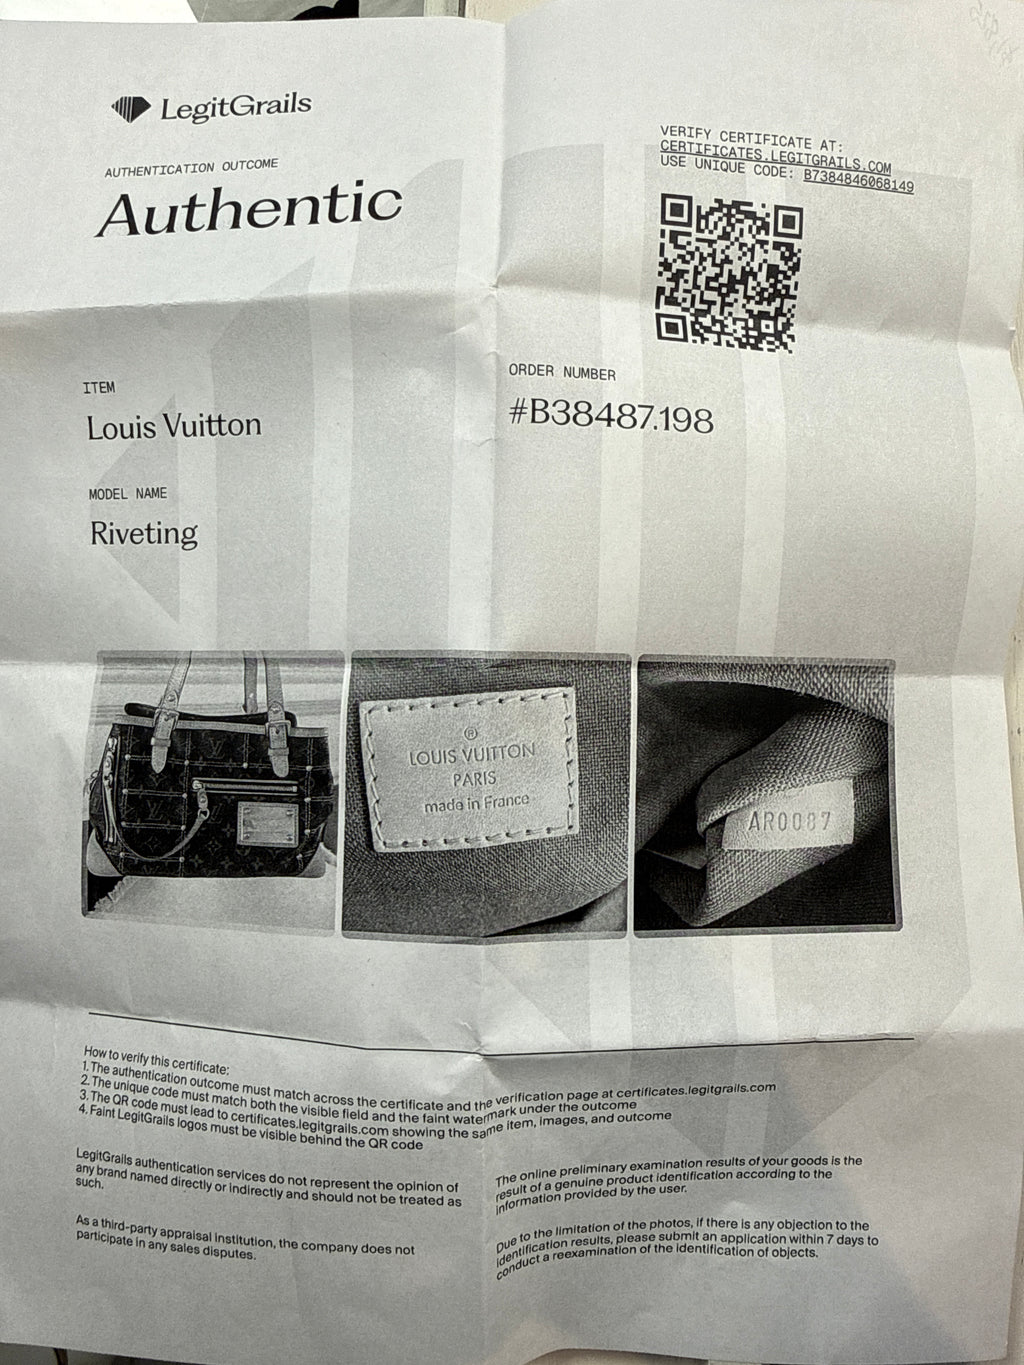 LegitGrails
AUTHENTICATION OUTCOME
Authentic
VERIFY CERTIFICATE AT:
CERTIFICATES.LEGITGRAILS.COM
USE UNIQUE CODE: B7384846068149
ITEM
Louis Vuitton
ORDER NUMBER
#B38487.198
MODEL NAME
Riveting
®
LOUIS VUITTON
PARIS
made in France
AR0087
How to verify this certificate:
1. The authentication outcome must match across the certificate and the verification page at certificates.legitgrails.com
2. The unique code must match both the visible field and the faint watermark under the outcome
3. The QR code must lead to certificates.legitgrails.com showing the same item, images, and outcome
4. Faint LegitGrails logos must be visible behind the QR code
LegitGrails authentication services do not represent the opinion of
any brand named directly or indirectly and should not be treated as
such.
As a third-party appraisal institution, the company does not
participate in any sales disputes.
The online preliminary examination results of your goods is the
result of a genuine product identification according to the
information provided by the user.
Due to the limitation of the photos, if there is any objection to the
identification results, please submit an application within 7 days to
conduct a reexamination of the identification of objects.